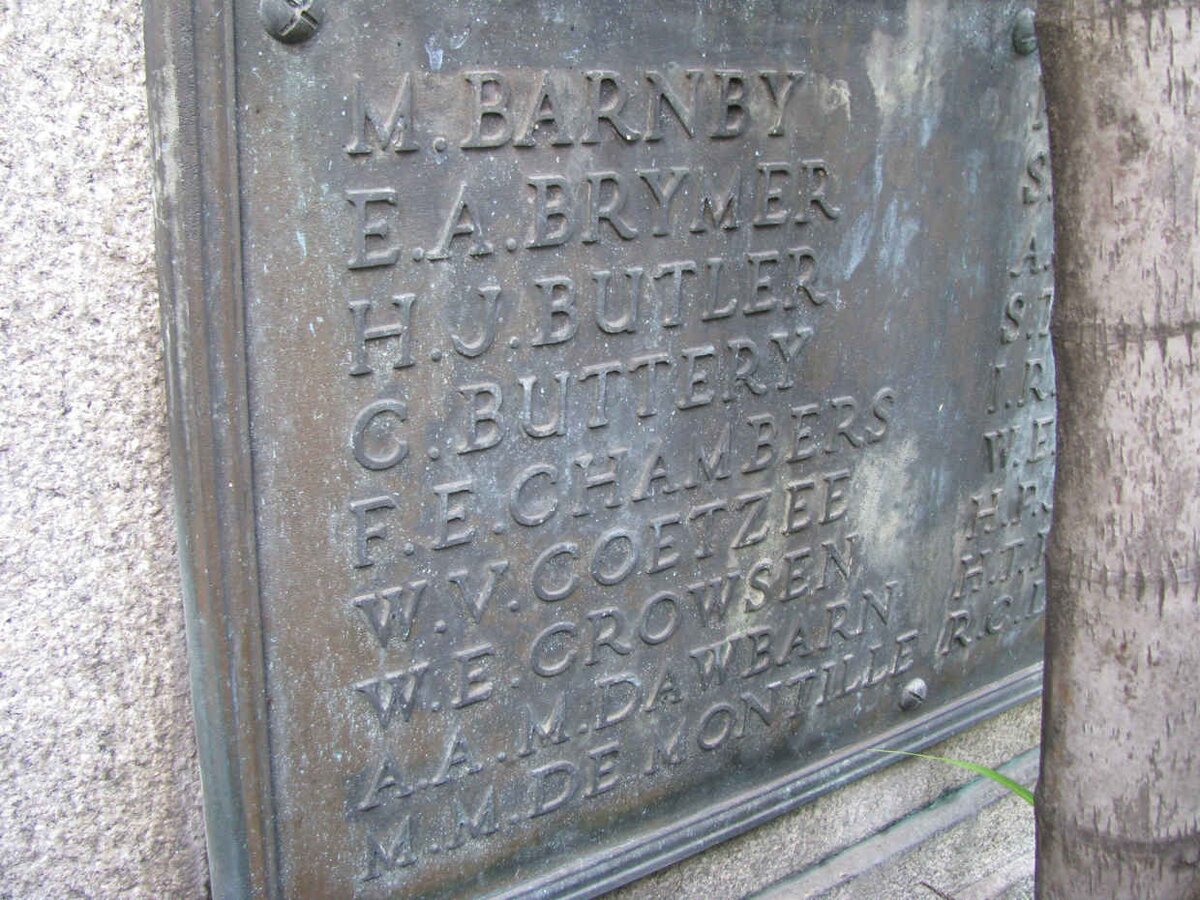 M. BARNBY
E. A. BRYMER
H. J. BUTLER
C. BUTTERY
F. E. CHAMBERS
W. V. COETZEE
W. E. CROWSEN
A. A. M. DAWBARN
M. M. DE MONTILLE
S.
A.
S.
I. R.
W. E
H. F.
H. T.
R. C.